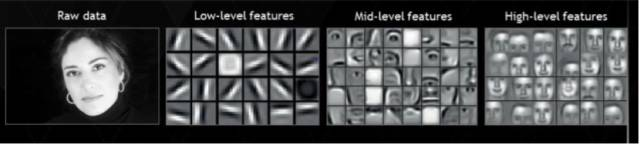 Raw data
Low-level features
Mid-level features
High-level features